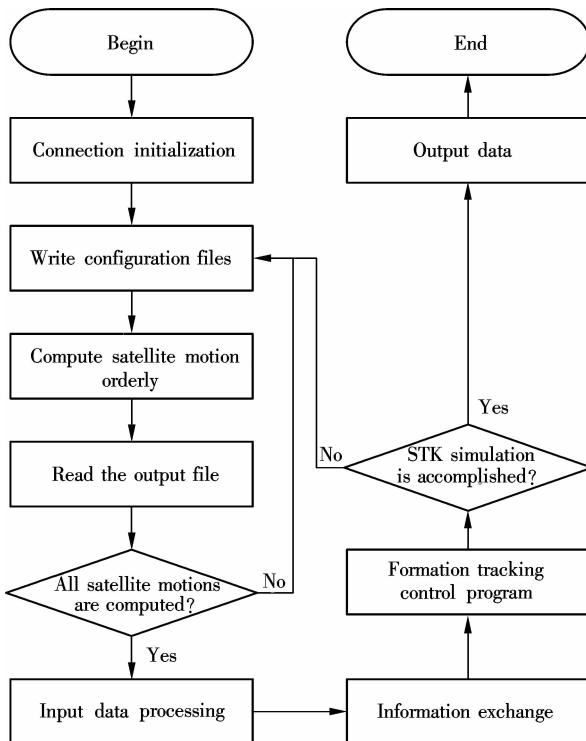 Begin
Connection initialization
Write configuration files
Compute satellite motion
orderly
Read the output file
All satellite motions
are computed?
No
Yes
Input data processing
Information exchange
Formation tracking
control program
STK simulation
is accomplished?
No
Yes
Output data
End